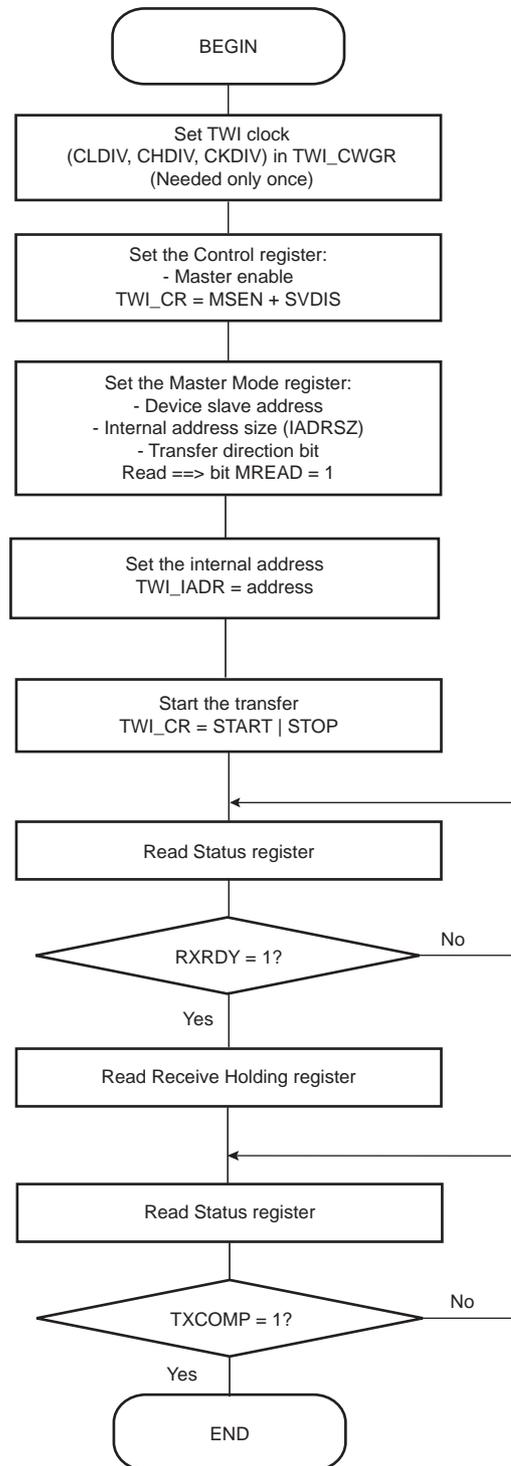 BEGIN
Set TWI clock
(CLDIV, CHDIV, CKDIV) in TWI_CWGR
(Needed only once)
Set the Control register:
- Master enable
TWI_CR = MSEN + SVDIS
Set the Master Mode register:
- Device slave address
- Internal address size (IADRSZ)
- Transfer direction bit
Read ==> bit MREAD = 1
Set the internal address
TWI_IADR = address
Start the transfer
TWI_CR = START | STOP
Read Status register
RXRDY = 1?
No
Yes
Read Receive Holding register
Read Status register
TXCOMP = 1?
No
Yes
END